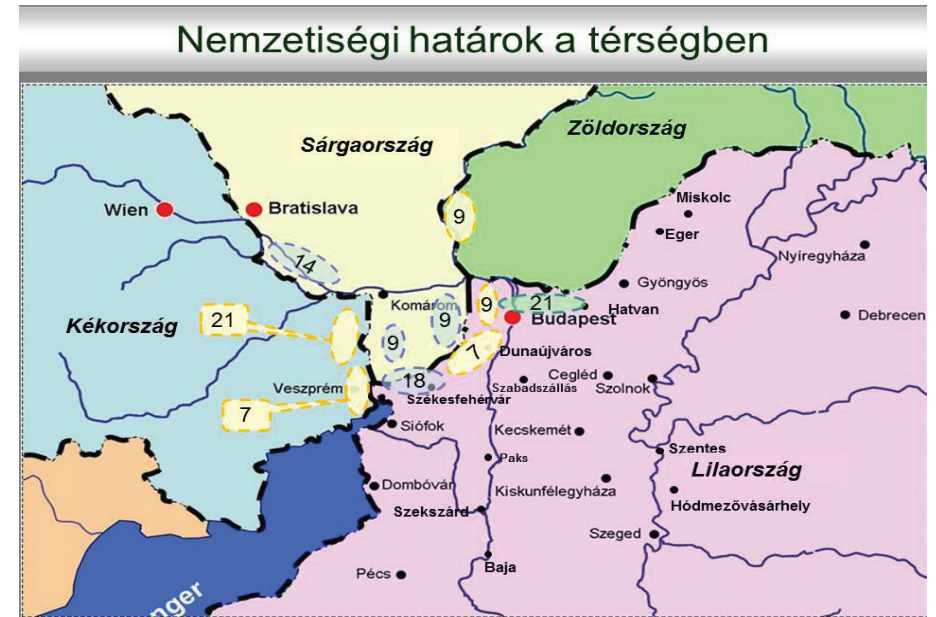 Nemzetiségi határok a térségben
Sárgaország
Zöldország
Wien
Bratislava
9
Miskolc
Eger
Nyíregyháza
14
Gyöngyös
Komárom
9
21
Hatvan
Kékország
21
9
9
Budapest
Debrecen
7
Dunaújváros
Veszprém
18
Cegléd
Szabadszállás
Szolnok
7
Székesfehérvár
Siófok
Kecskemét
Szentes
Paks
Lilaország
Dombóvár
Kiskunfélegyháza
Hódmezővásárhely
Szekszárd
Szeged
Baja
Pécs
nger